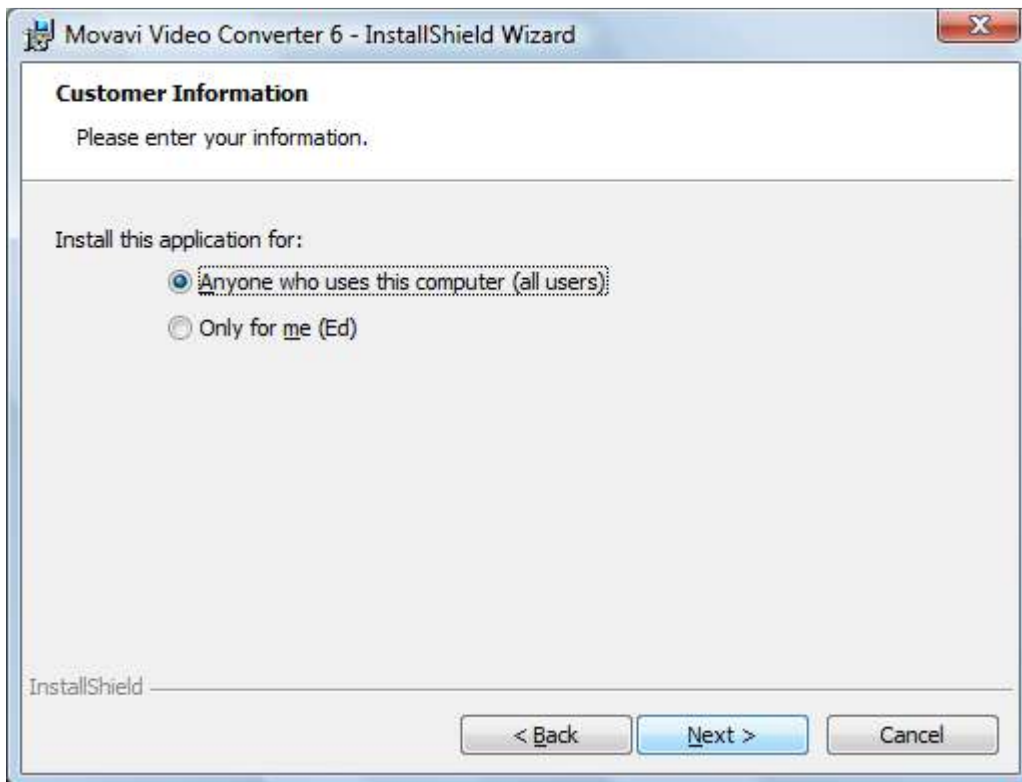 Movavi Video Converter 6 - InstallShield Wizard
Customer Information
Please enter your information.
Install this application for:
Anyone who uses this computer (all users)
Only for me (Ed)
InstallShield
< Back
Next >
Cancel